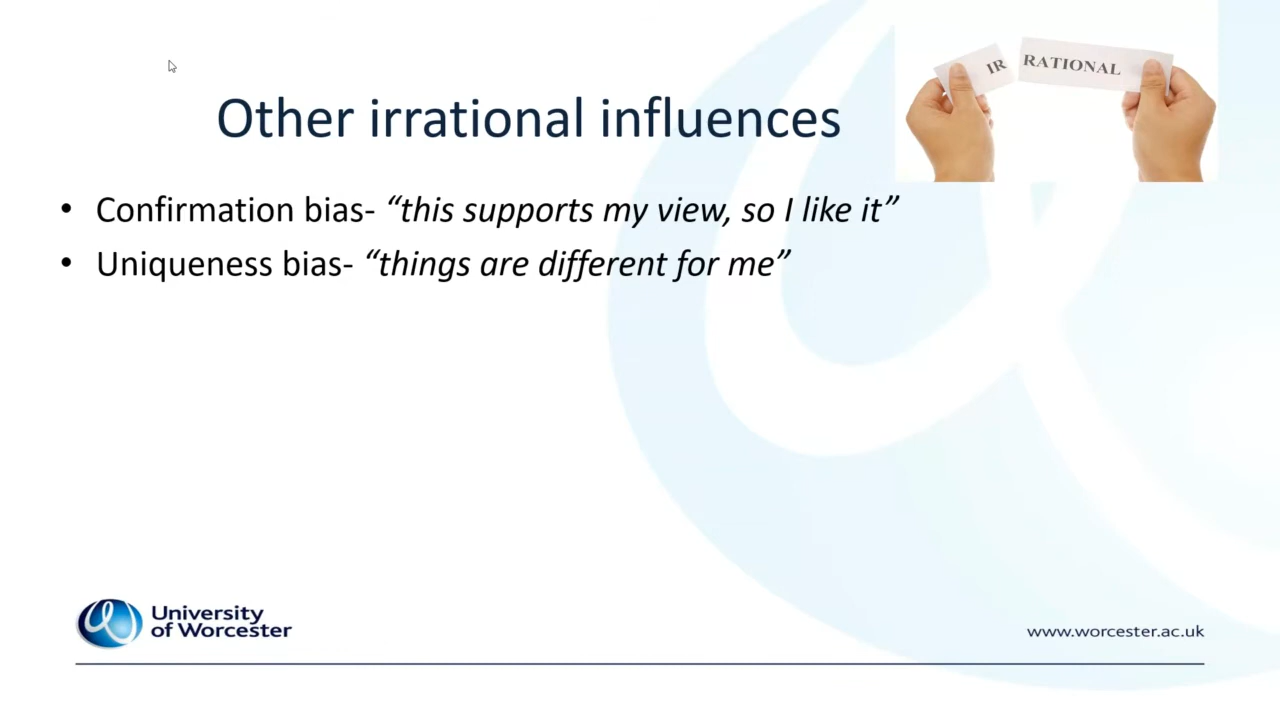 IR RATIONAL
Other irrational influences
• Confirmation bias- “this supports my view, so I like it”
• Uniqueness bias- “things are different for me”
University
of Worcester
www.worcester.ac.uk